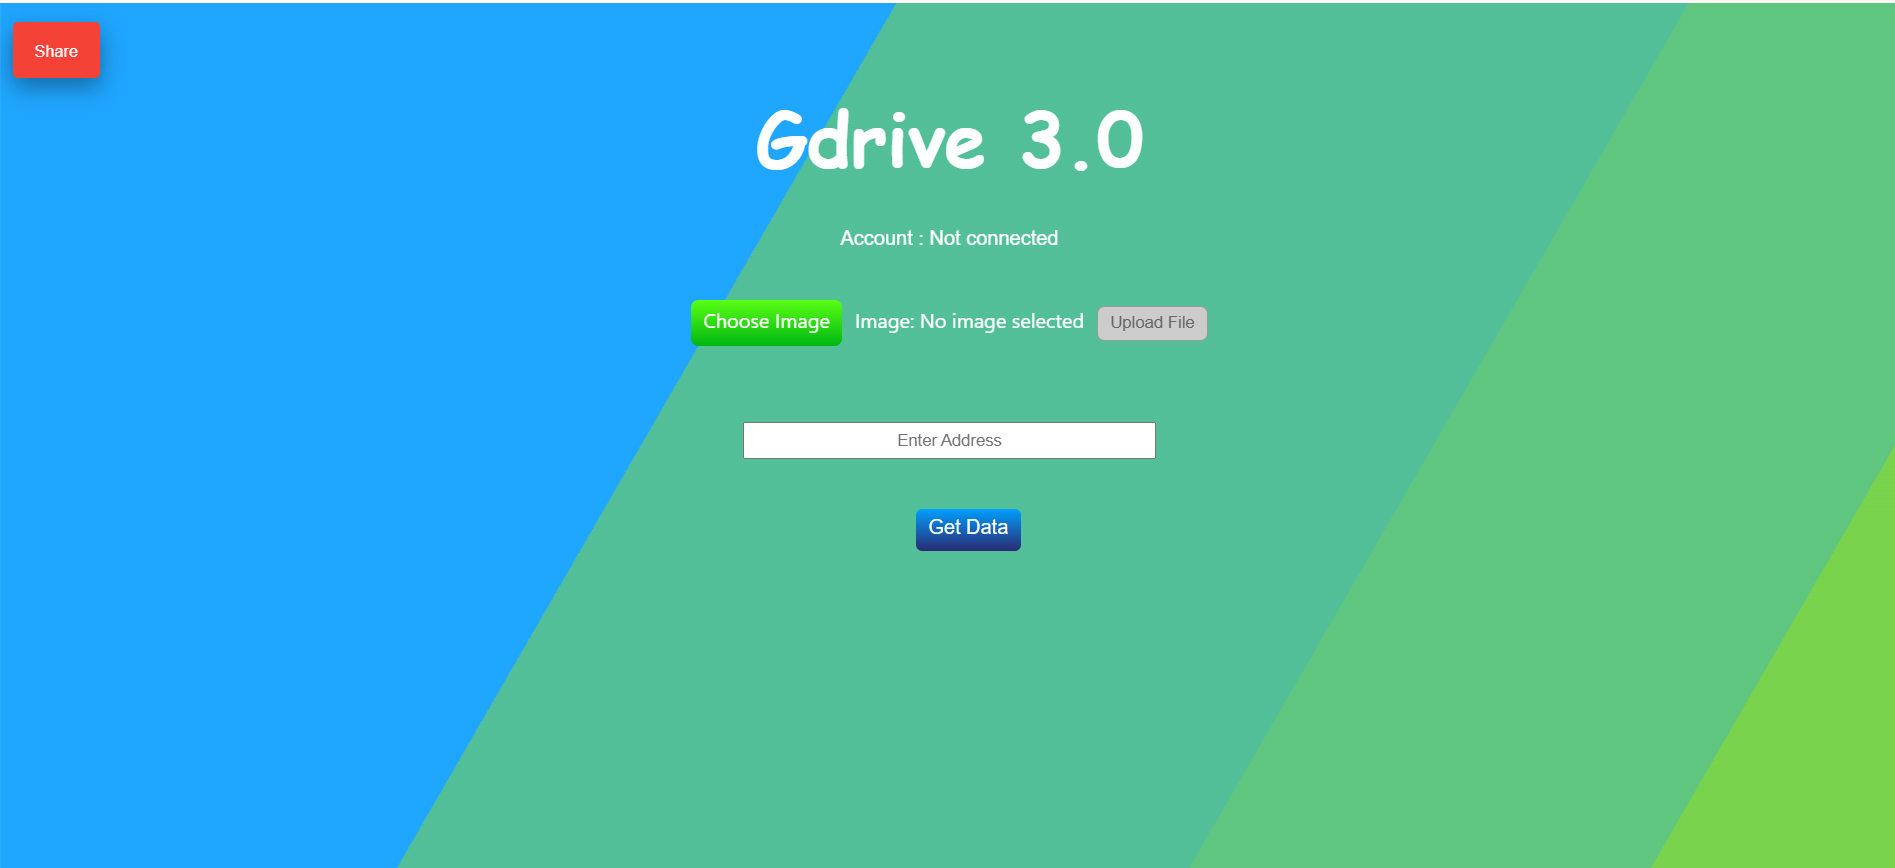 Share
Gdrive 3.0
Account : Not connected
Choose Image Image: No image selected Upload File
Enter Address
Get Data